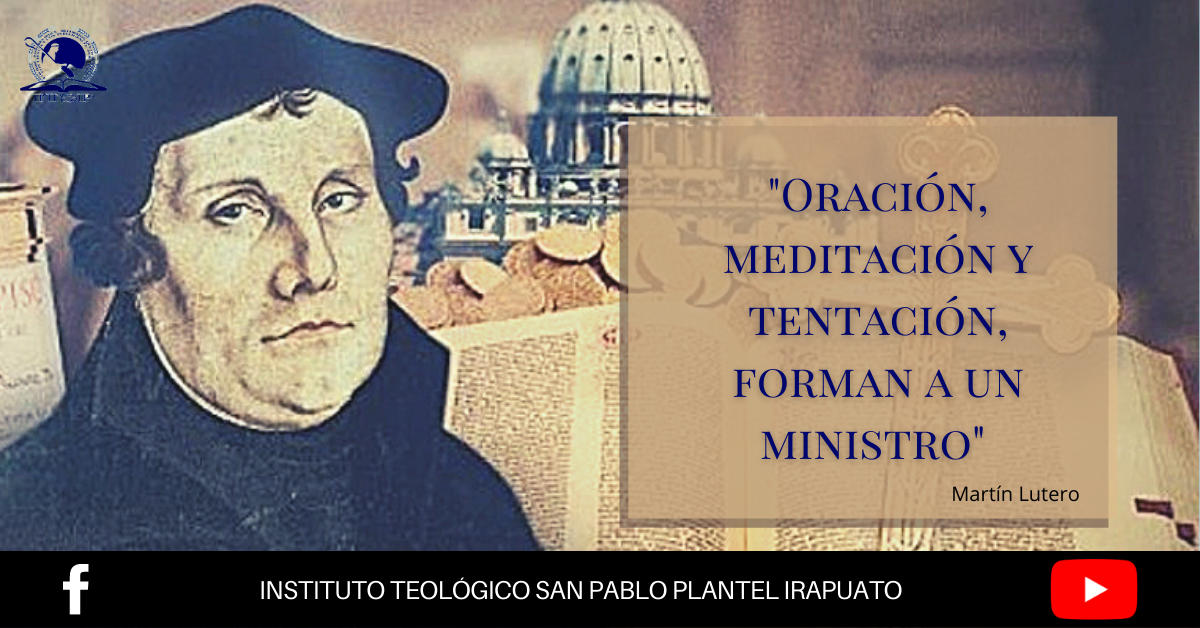 "ORACIÓN,
MEDITACIÓN Y
TENTACIÓN,
FORMAN A UN
MINISTRO"
Martín Lutero
INSTITUTO TEOLÓGICO SAN PABLO PLANTEL IRAPUATO